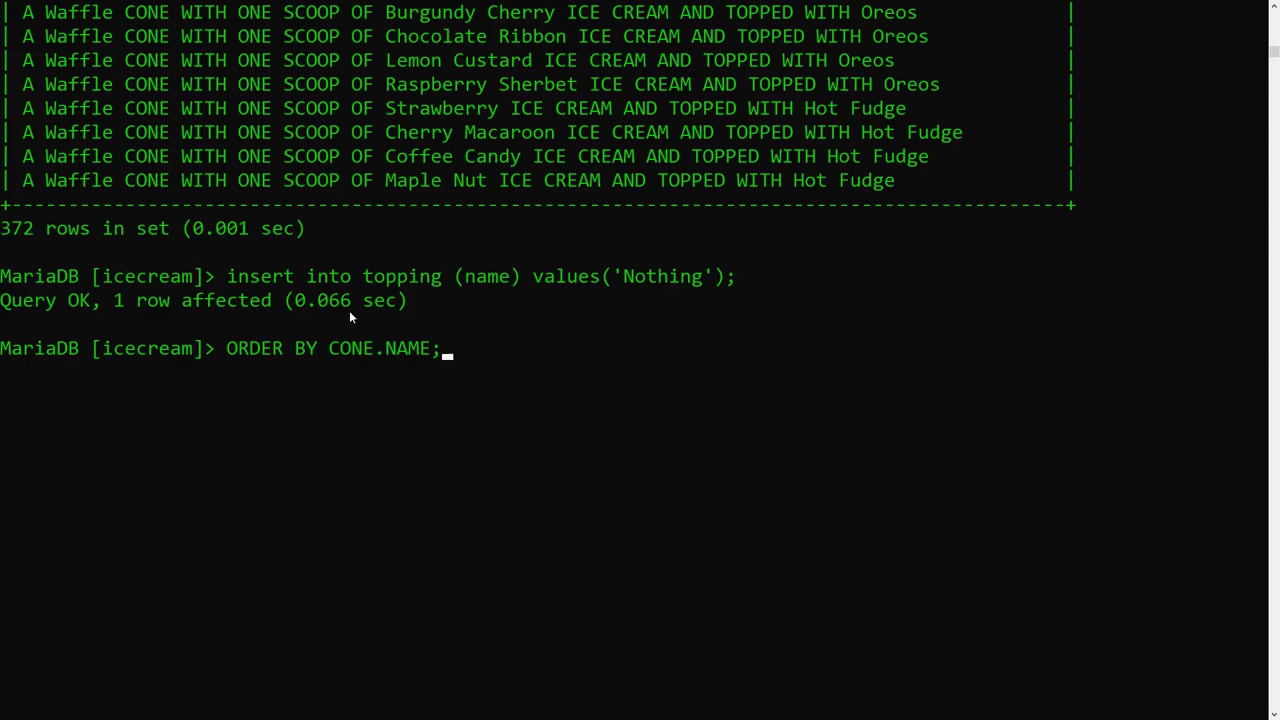 | A Waffle CONE WITH ONE SCOOP OF Burgundy Cherry ICE CREAM AND TOPPED WITH Oreos |
| A Waffle CONE WITH ONE SCOOP OF Chocolate Ribbon ICE CREAM AND TOPPED WITH Oreos |
| A Waffle CONE WITH ONE SCOOP OF Lemon Custard ICE CREAM AND TOPPED WITH Oreos |
| A Waffle CONE WITH ONE SCOOP OF Raspberry Sherbet ICE CREAM AND TOPPED WITH Oreos |
| A Waffle CONE WITH ONE SCOOP OF Strawberry ICE CREAM AND TOPPED WITH Hot Fudge |
| A Waffle CONE WITH ONE SCOOP OF Cherry Macaroon ICE CREAM AND TOPPED WITH Hot Fudge |
| A Waffle CONE WITH ONE SCOOP OF Coffee Candy ICE CREAM AND TOPPED WITH Hot Fudge |
| A Waffle CONE WITH ONE SCOOP OF Maple Nut ICE CREAM AND TOPPED WITH Hot Fudge |
+---------------------------------------------------------------------------------------------+
372 rows in set (0.001 sec)
MariaDB [icecream]> insert into topping (name) values('Nothing');
Query OK, 1 row affected (0.066 sec)
MariaDB [icecream]> ORDER BY CONE.NAME;